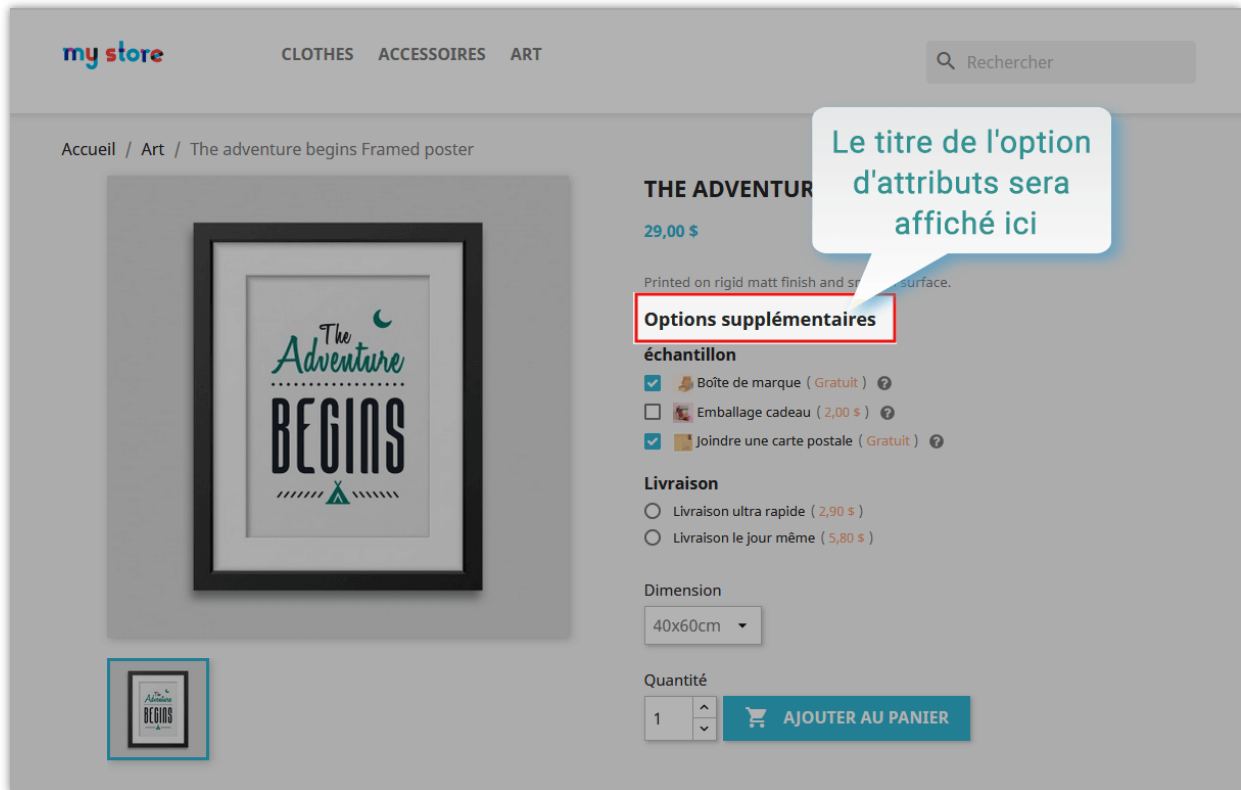 my store
CLOTHES ACCESSOIRES ART
Rechercher
Le titre de l'option
d'attributs sera
affiché ici
Accueil / Art / The adventure begins Framed poster
The
Adventure
BEGINS
THE ADVENTUR
29,00 $
Printed on rigid matt finish and surface.
Options supplémentaires
échantillon
Boîte de marque ( Gratuit )
Emballage cadeau ( 2,00 $ )
Joindre une carte postale ( Gratuit )
Livraison
Livraison ultra rapide ( 2,90 $ )
Livraison le jour même ( 5,80 $ )
Dimension
40x60cm
Quantité
1
AJOUTER AU PANIER
The
Adventure
BEGINS